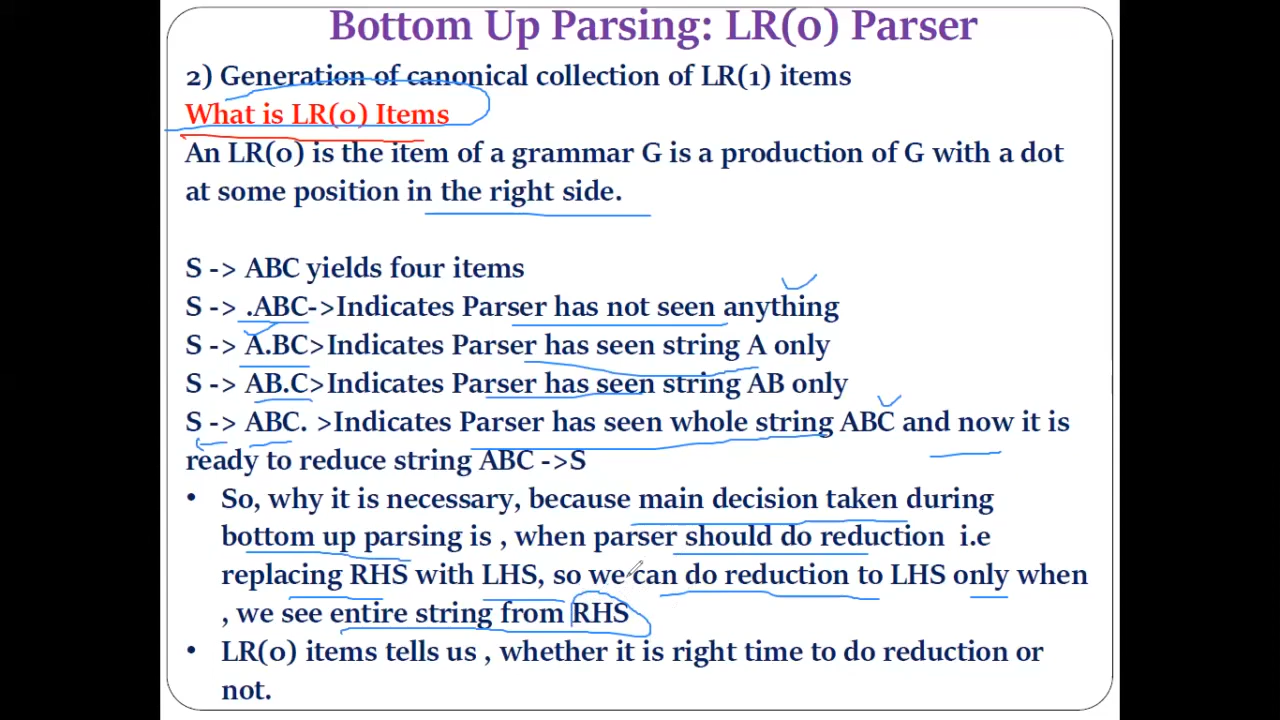 Bottom Up Parsing: LR(0) Parser
2) Generation of canonical collection of LR(1) items
What is LR(0) Items
An LR(0) is the item of a grammar G is a production of G with a dot
at some position in the right side.
S -> ABC yields four items
S -> .ABC->Indicates Parser has not seen anything
S -> A.BC>Indicates Parser has seen string A only
S -> AB.C>Indicates Parser has seen string AB only
S -> ABC. >Indicates Parser has seen whole string ABC and now it is
ready to reduce string ABC ->S
• So, why it is necessary, because main decision taken during
bottom up parsing is , when parser should do reduction i.e
replacing RHS with LHS, so we can do reduction to LHS only when
, we see entire string from RHS
• LR(0) items tells us , whether it is right time to do reduction or
not.